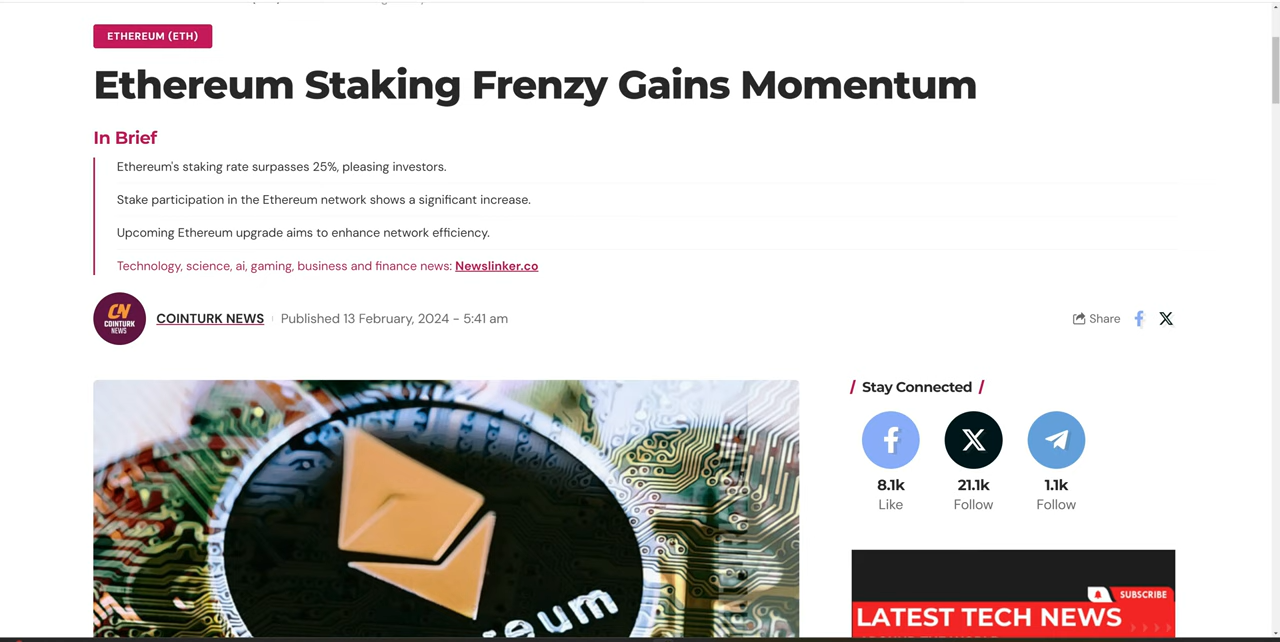 ETHEREUM (ETH)
Ethereum Staking Frenzy Gains Momentum
In Brief
Ethereum's staking rate surpasses 25%, pleasing investors.
Stake participation in the Ethereum network shows a significant increase.
Upcoming Ethereum upgrade aims to enhance network efficiency.
Technology, science, ai, gaming, business and finance news: Newslinker.co
CN
COINTURK
NEWS
COINTURK NEWS Published 13 February, 2024 - 5:41 am
Share
Stay Connected
8.1k 21.1k 1.1k
Like Follow Follow
eum
SUBSCRIBE
LATEST TECH NEWS